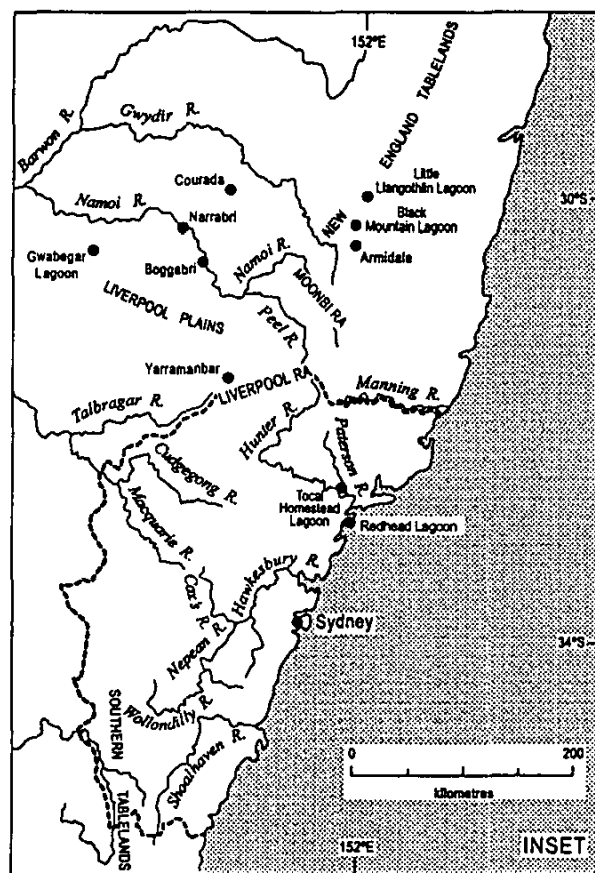 152°E
ENGLAND TABLELANDS
NEW
Barwon R.
Gwydir R.
Courada
Little
Llangothlin Lagoon
30°S
Namoi R.
Narrabri
Black
Mountain Lagoon
Armidale
Gwabegar
Lagoon
Boggabri
Namoi R.
MOONBI RA
LIVERPOOL PLAINS
Peel R.
Yarramanbar
LIVERPOOL RA
Manning R.
Talbragar R.
Hunter R.
Paterson R.
Cudgegong R.
Tocal
Homestead
Lagoon
Redhead Lagoon
Macquarie R.
Hawkesbury R.
Cox's R.
Sydney
Nepean R.
34°S
Wollondilly R.
SOUTHERN
TABLELANDS
Shoalhaven R.
0 200
kilometres
152°E
INSET